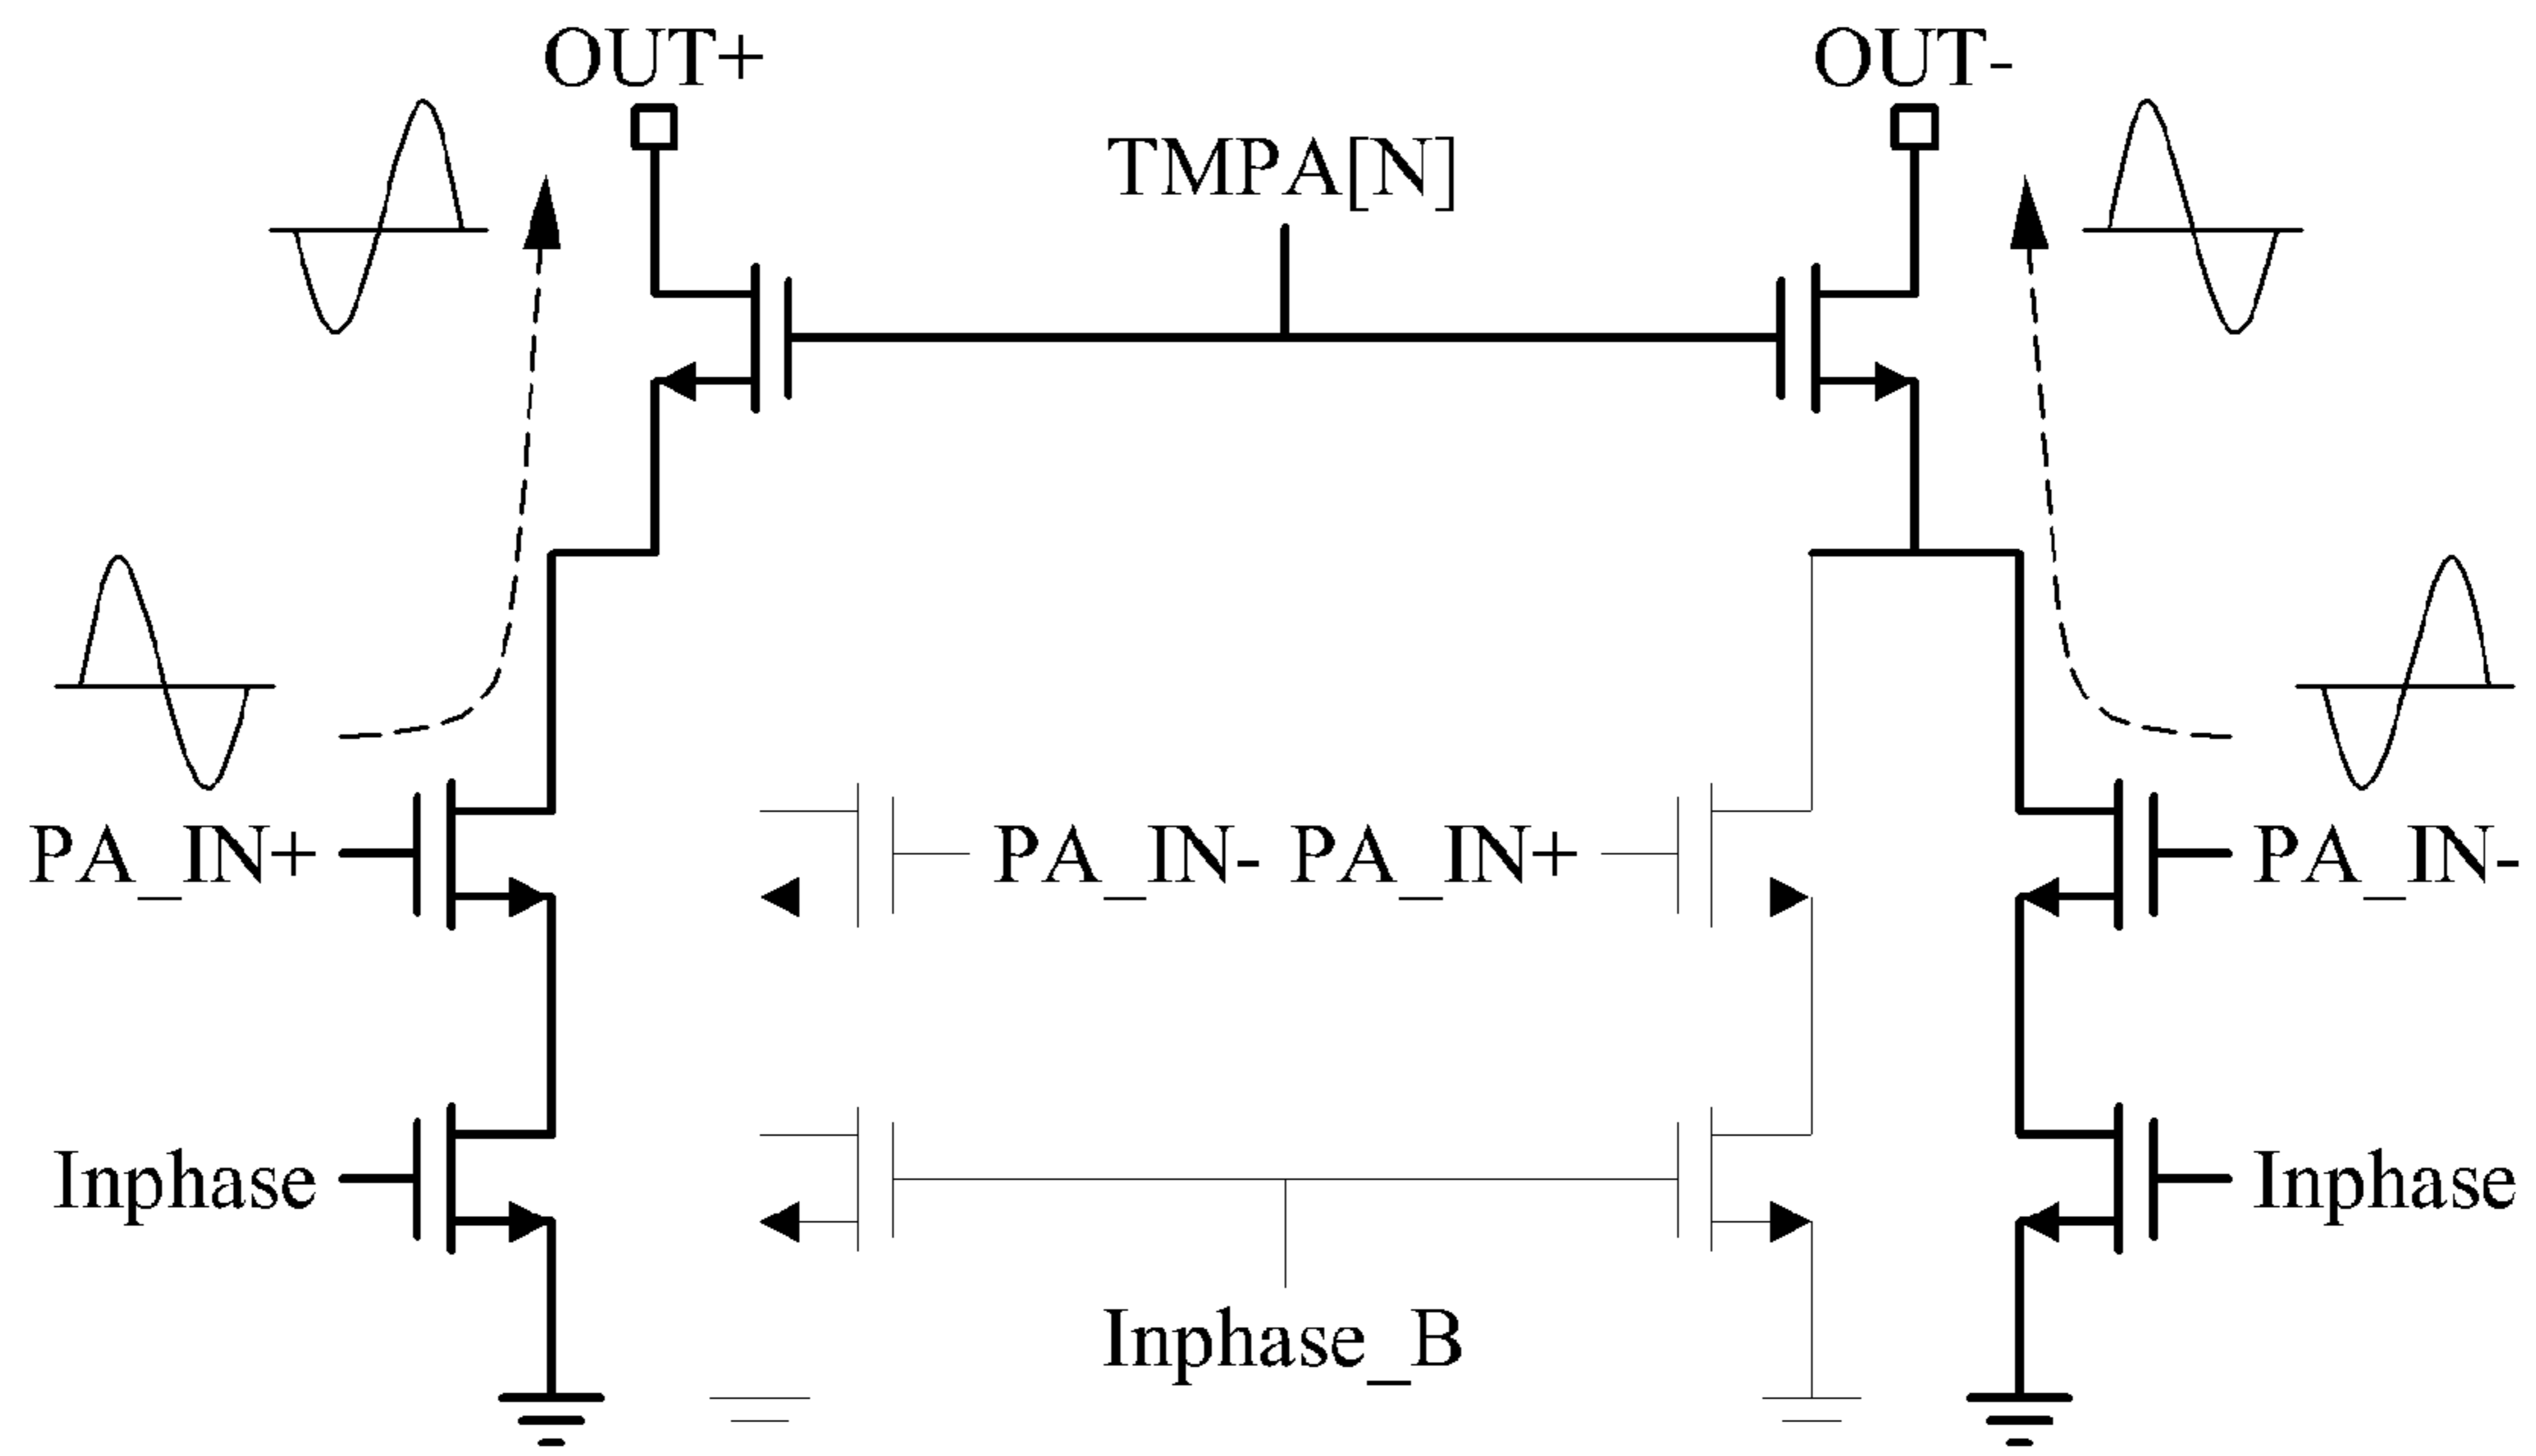 OUT+
OUT-
TMPA[N]
PA_IN+
PA_IN-
PA_IN+
PA_IN-
Inphase
Inphase
Inphase_B